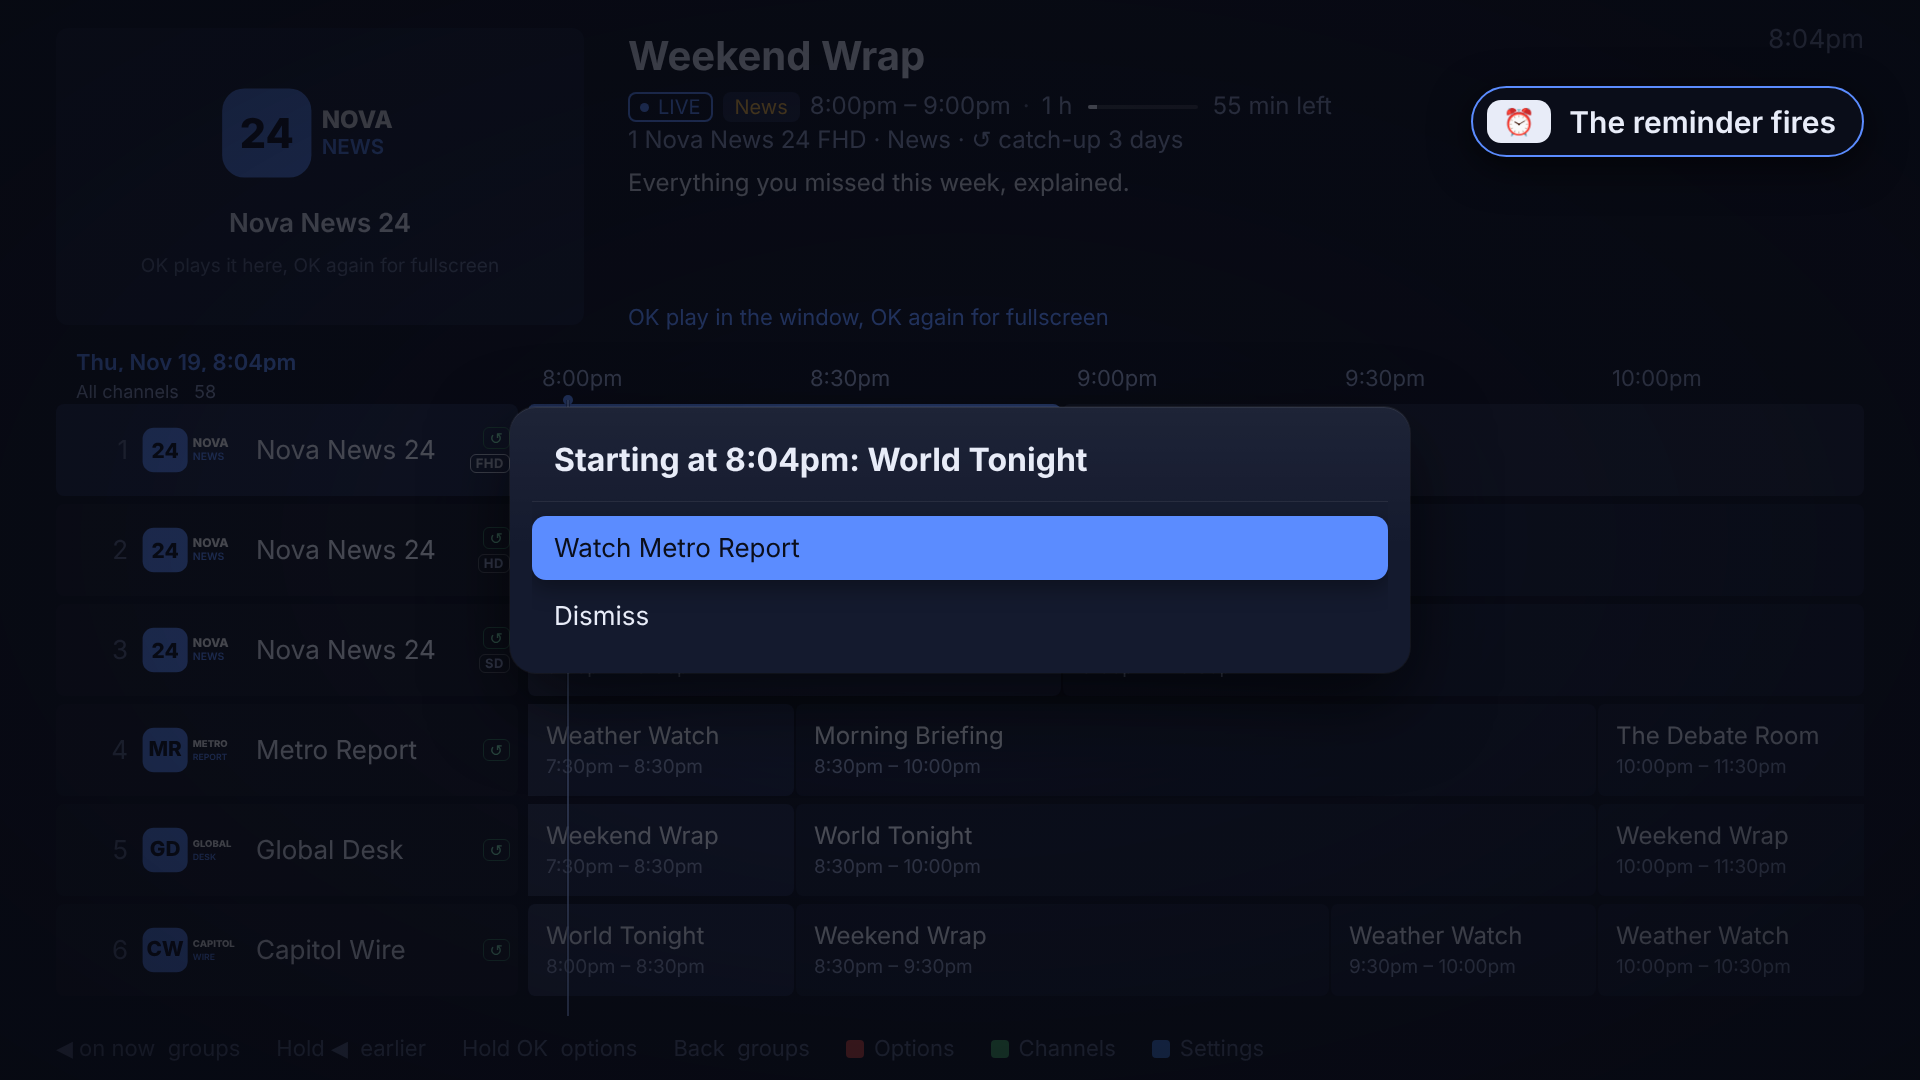 8:04pm
Weekend Wrap
LIVE News 8:00pm – 9:00pm · 1 h 55 min left
1 Nova News 24 FHD · News · ↺ catch-up 3 days
Everything you missed this week, explained.
OK play in the window, OK again for fullscreen
The reminder fires
24 NOVA NEWS
Nova News 24
OK plays it here, OK again for fullscreen
Thu, Nov 19, 8:04pm
All channels 58
8:00pm 8:30pm 9:00pm 9:30pm 10:00pm
1 24 NOVA NEWS Nova News 24 ↺ FHD
2 24 NOVA NEWS Nova News 24 ↺ HD
3 24 NOVA NEWS Nova News 24 ↺ SD
Starting at 8:04pm: World Tonight
Watch Metro Report
Dismiss
4 MR METRO REPORT Metro Report ↺
Weather Watch
7:30pm – 8:30pm
Morning Briefing
8:30pm – 10:00pm
The Debate Room
10:00pm – 11:30pm
5 GD GLOBAL DESK Global Desk ↺
Weekend Wrap
7:30pm – 8:30pm
World Tonight
8:30pm – 10:00pm
Weekend Wrap
10:00pm – 11:30pm
6 CW CAPITOL WIRE Capitol Wire ↺
World Tonight
8:00pm – 8:30pm
Weekend Wrap
8:30pm – 9:30pm
Weather Watch
9:30pm – 10:00pm
Weather Watch
10:00pm – 10:30pm
◀ on now groups Hold ◀ earlier Hold OK options Back groups Options Channels Settings